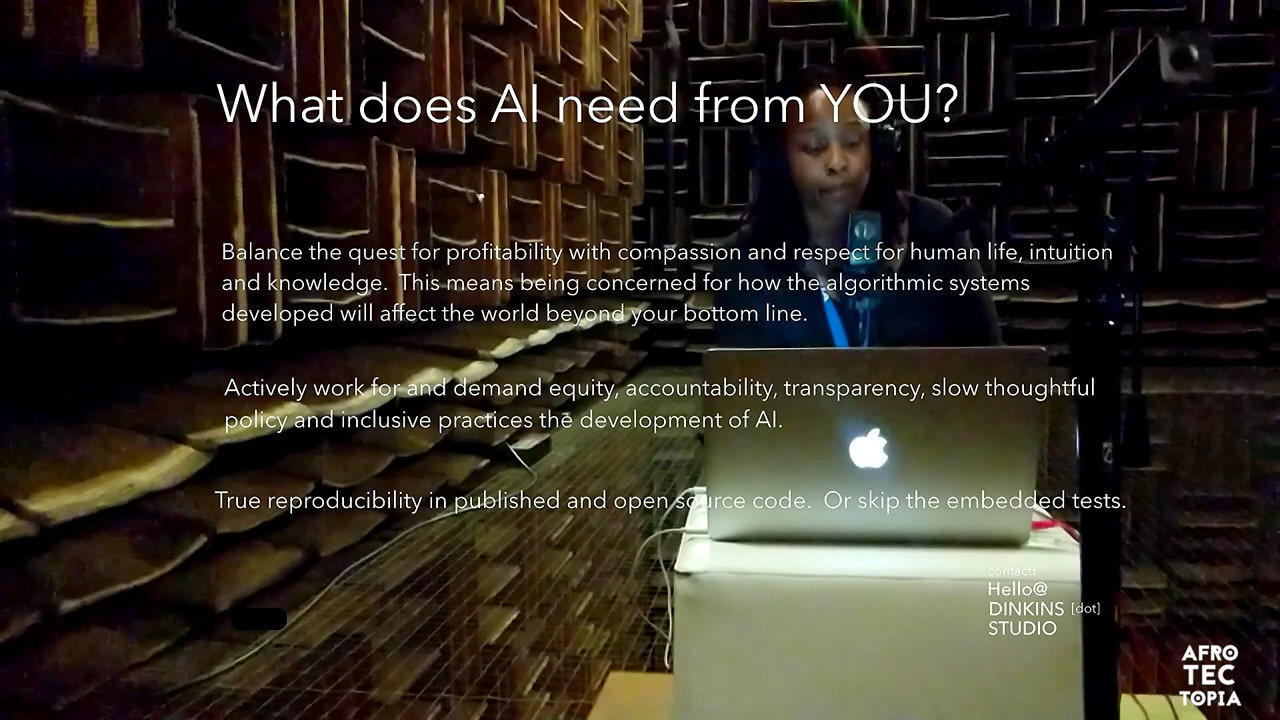 What does AI need from YOU?
Balance the quest for profitability with compassion and respect for human life, intuition
and knowledge.  This means being concerned for how the algorithmic systems
developed will affect the world beyond your bottom line.
Actively work for and demand equity, accountability, transparency, slow thoughtful
policy and inclusive practices the development of AI.
True reproducibility in published and open source code.  Or skip the embedded tests.
contact:
Hello@
DINKINS [dot]
STUDIO
AFRO
TEC
TOPIA